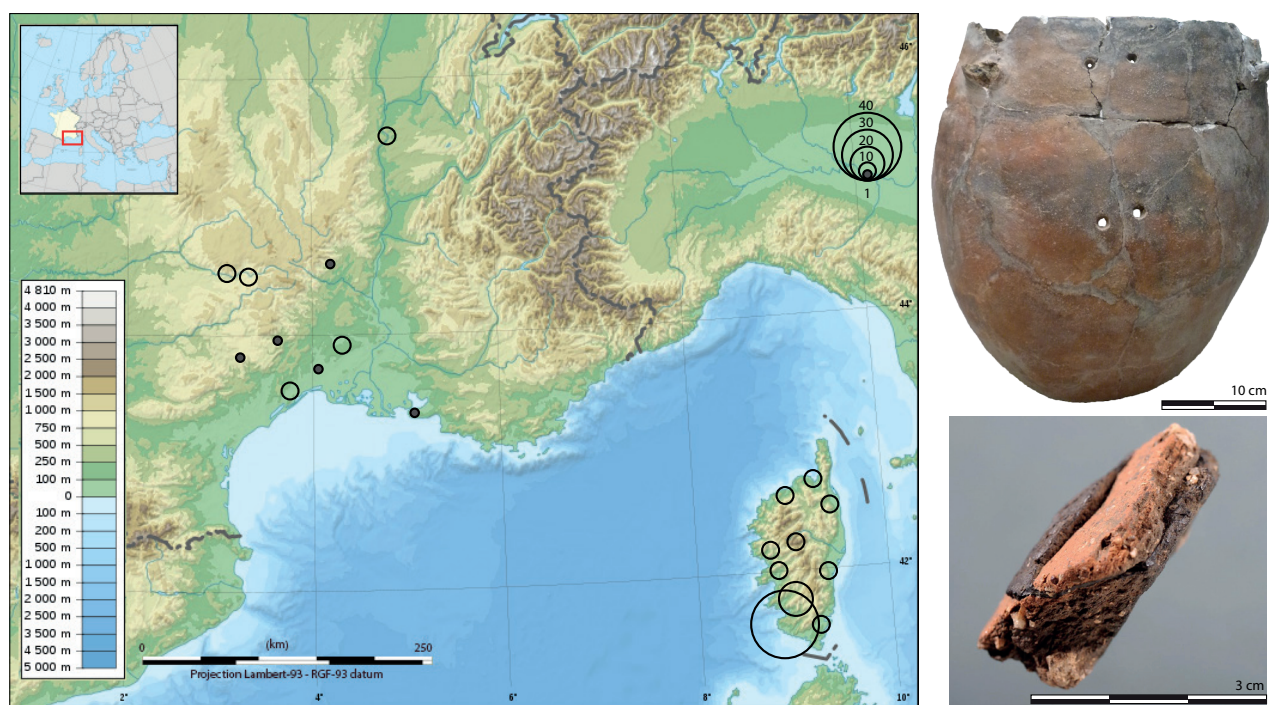 46°
40
30
20
10
1
4 810 m
4 000 m
3 500 m
3 000 m
2 500 m
2 000 m
1 500 m
1 000 m
750 m
500 m
250 m
100 m
0
100 m
200 m
500 m
1 000 m
1 500 m
2 000 m
2 500 m
3 000 m
3 500 m
4 500 m
5 000 m
44°
42°
0 (km) 250
Projection Lambert-93 - RGF-93 datum
2° 4° 6° 8° 10°
10 cm
3 cm